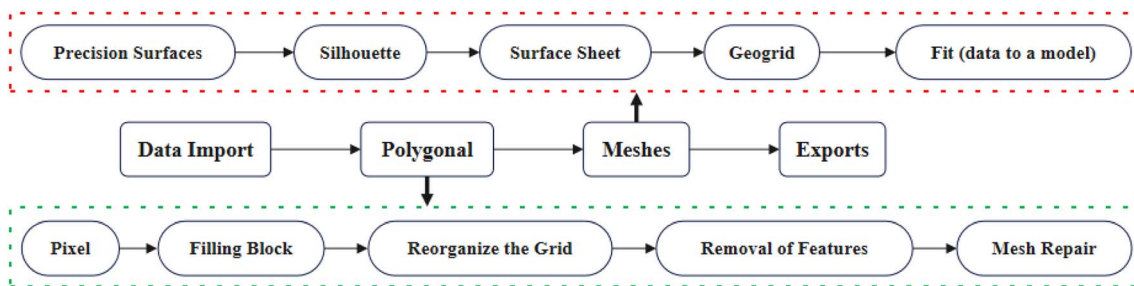 Precision Surfaces
Silhouette
Surface Sheet
Geogrid
Fit (data to a model)
Data Import
Polygonal
Meshes
Exports
Pixel
Filling Block
Reorganize the Grid
Removal of Features
Mesh Repair